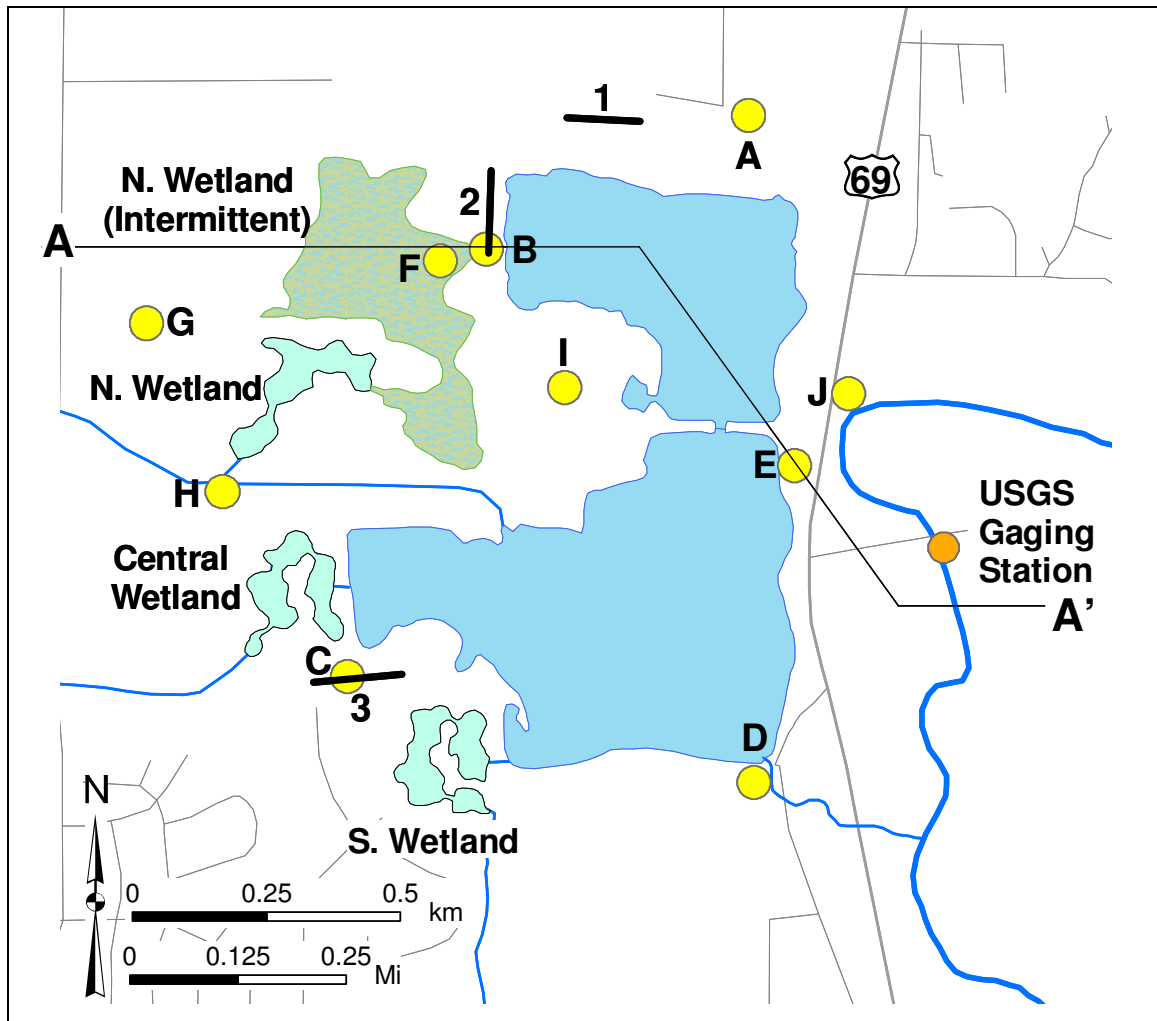 1
A
69
N. Wetland
(Intermittent)
2
A
B
F
G
I
N. Wetland
J
E
H
USGS
Gaging
Station
Central
Wetland
A’
C
3
D
N
S. Wetland
0 0.25 0.5
km
0 0.125 0.25
Mi